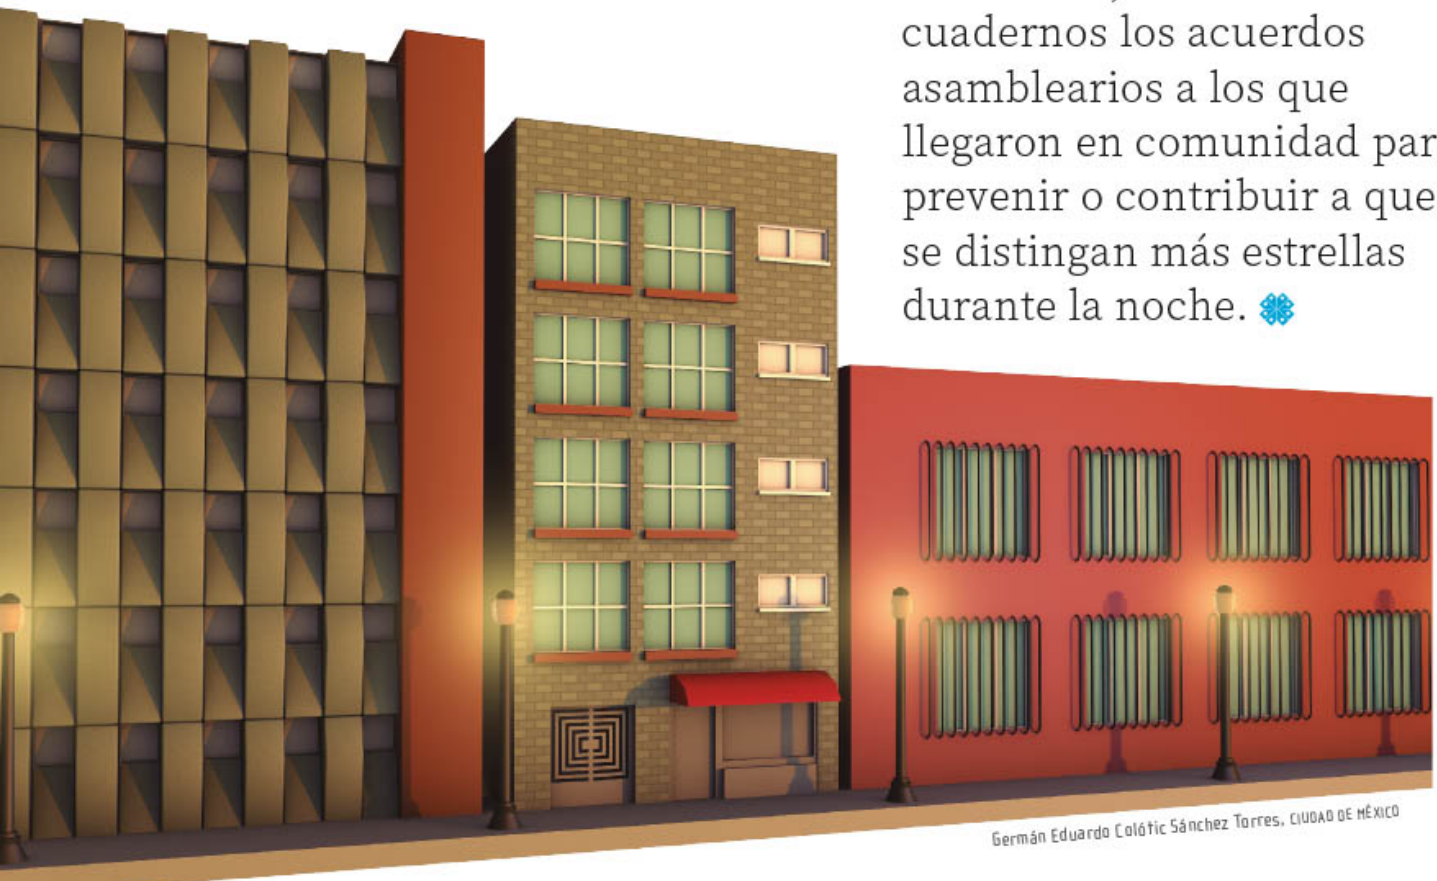 cuadernos los acuerdos
asamblearios a los que
llegaron en comunidad par
prevenir o contribuir a que
se distingan más estrellas
durante la noche.
Germán Eduardo Colótic Sánchez Torres, CIUDAD DE MÉXICO